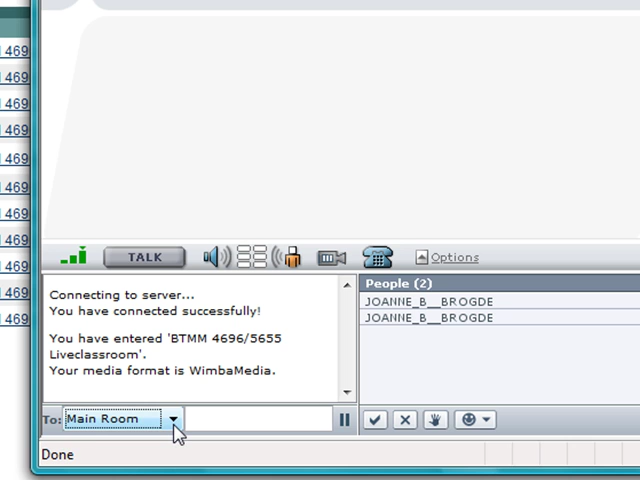 469
469
469
469
469
469
469
469
469
469
469
TALK
Options
Connecting to server...
You have connected successfully!
You have entered 'BTMM 4696/5655
Liveclassroom'.
Your media format is WimbaMedia.
People (2)
JOANNE_B__BROGDE
JOANNE_B__BROGDE
To: Main Room
Done